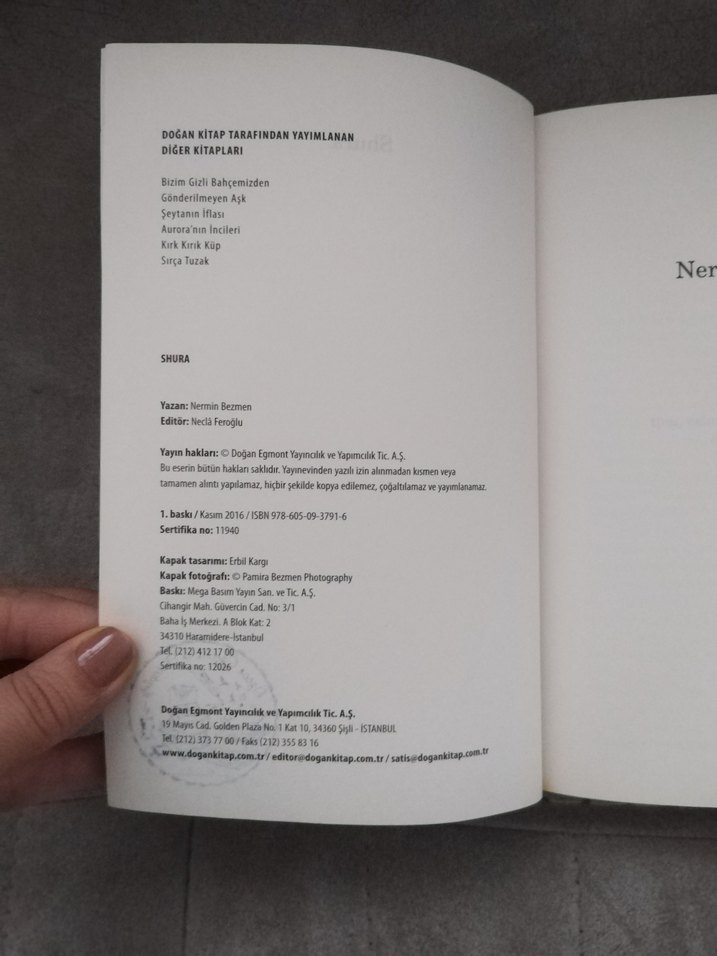 DOĞAN KİTAP TARAFINDAN YAYIMLANAN
DİĞER KİTAPLARI
Bizim Gizli Bahçemizden
Gönderilmeyen Aşk
Şeytanın İflası
Aurora'nın İncileri
Kırk Kırık Küp
Sırça Tuzak
SHURA
Yazan: Nermin Bezmen
Editör: Neclâ Feroğlu
Yayın hakları: © Doğan Egmont Yayıncılık ve Yapımcılık Tic. A.Ş.
Bu eserin bütün hakları saklıdır. Yayınevinden yazılı izin alınmadan kısmen veya
tamamen alıntı yapılamaz, hiçbir şekilde kopya edilemez, çoğaltılamaz ve yayımlanamaz.
1. baskı / Kasım 2016 / ISBN 978-605-09-3791-6
Sertifika no: 11940
Kapak tasarımı: Erbil Kargı
Kapak fotoğrafı: © Pamira Bezmen Photography
Baskı: Mega Basım Yayın San. ve Tic. A.Ş.
Cihangir Mah. Güvercin Cad. No: 3/1
Baha İş Merkezi. A Blok Kat: 2
34310 Haramidere-İstanbul
Tel. (212) 412 17 00
Sertifika no: 12026
Doğan Egmont Yayıncılık ve Yapımcılık Tic. A.Ş.
19 Mayıs Cad. Golden Plaza No. 1 Kat 10, 34360 Şişli - İSTANBUL
Tel. (212) 373 77 00 / Faks (212) 355 83 16
www.dogankitap.com.tr / editor@dogankitap.com.tr / satis@dogankitap.com.tr
Ner